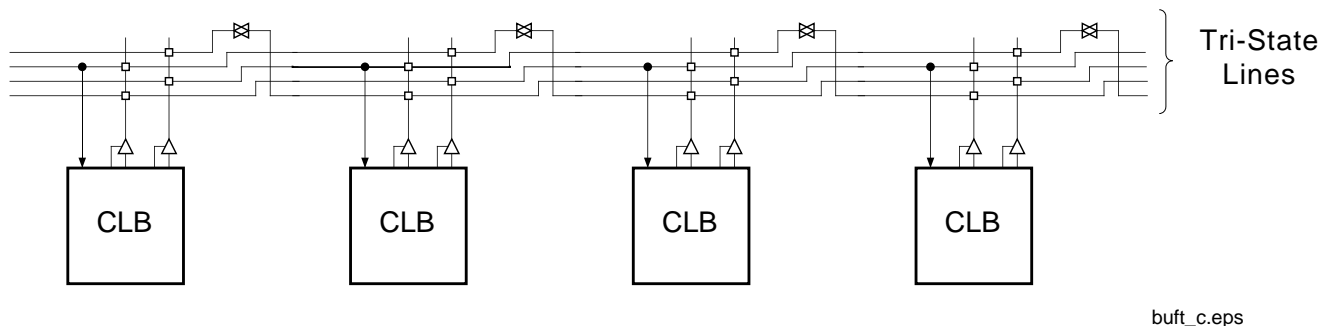 Tri-State
Lines
CLB
CLB
CLB
CLB
buft_c.eps